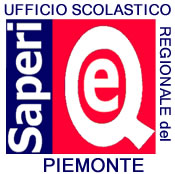 UFFICIO SCOLASTICO
REGIONALE del
PIEMONTE
Saperi
e
Q